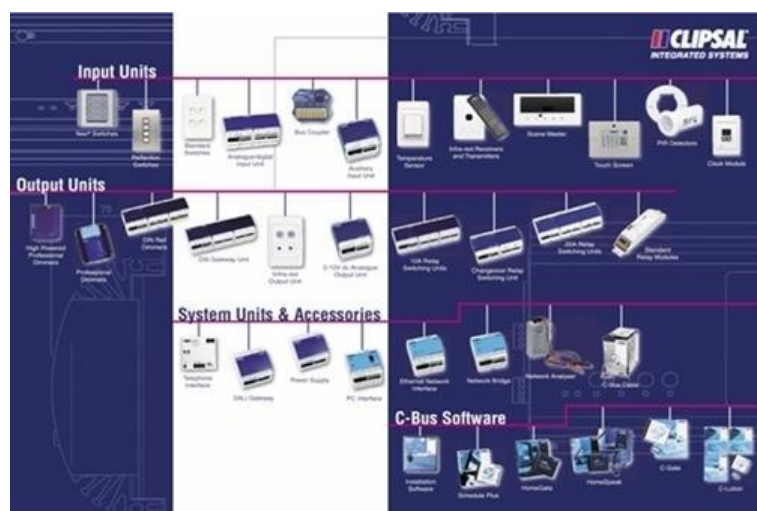 CLIPSAL
INTEGRATED SYSTEMS
Input Units
Neo® Switches
Reflection
Switches
Standard
Switches
Analogue/digital
Input Unit
Bus Coupler
Auxiliary
Input Unit
Temperature
Sensor
Infra-red Receivers
and Transmitters
Scene Master
Touch Screen
PIR Detectors
Clock Module
Output Units
High Powered
Professional
Dimmers
Professional
Dimmers
DIN Rail
Dimmers
DSI Gateway Unit
Infra-red
Output Unit
0-10V dc Analogue
Output Unit
10A Relay
Switching Units
Changeover Relay
Switching Unit
20A Relay
Switching Units
Standard
Relay Modules
System Units & Accessories
Telephone
Interface
DALI Gateway
Power Supply
PC Interface
Ethernet Network
Interface
Network Bridge
Network Analyser
C-Bus Cable
C-Bus Software
Installation
Software
Schedule Plus
HomeGate
HomeSpeak
C-Gate
C-Lution